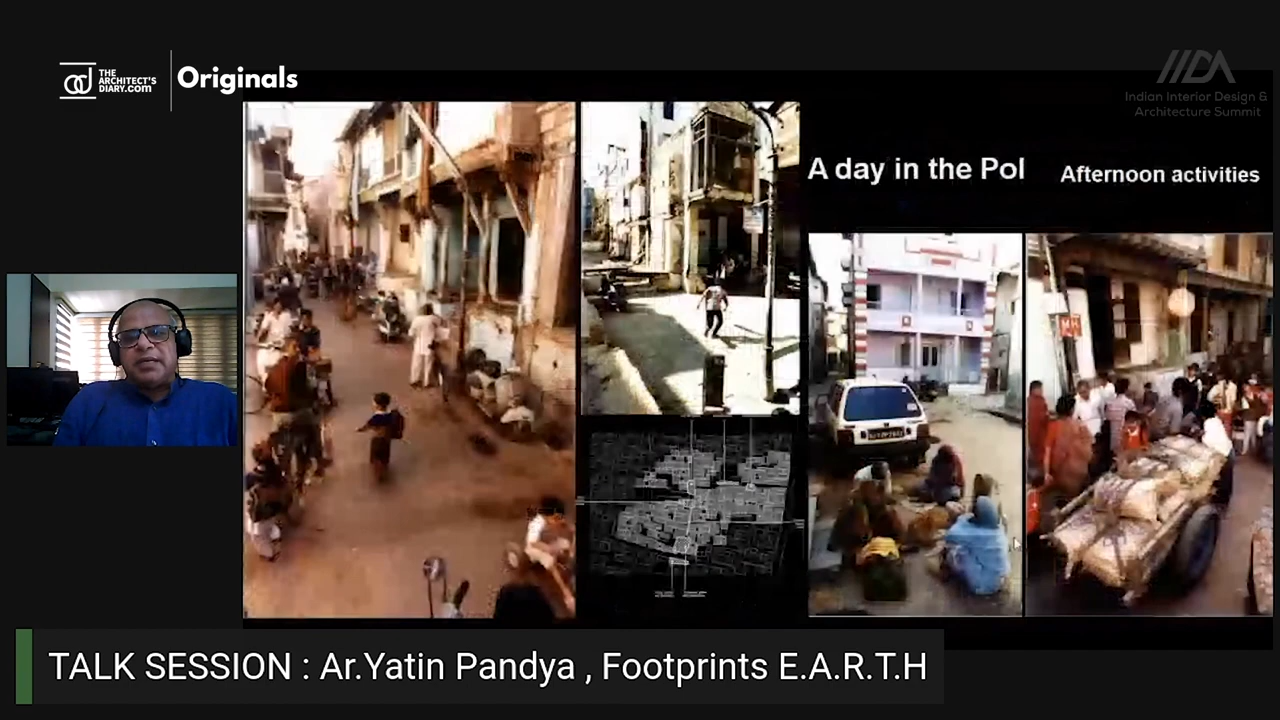 THE
ARCHITECT'S
DIARY.com
Originals
IIDA
Indian Interior Design &
Architecture Summit
A day in the Pol
Afternoon activities
TALK SESSION : Ar.Yatin Pandya , Footprints E.A.R.T.H